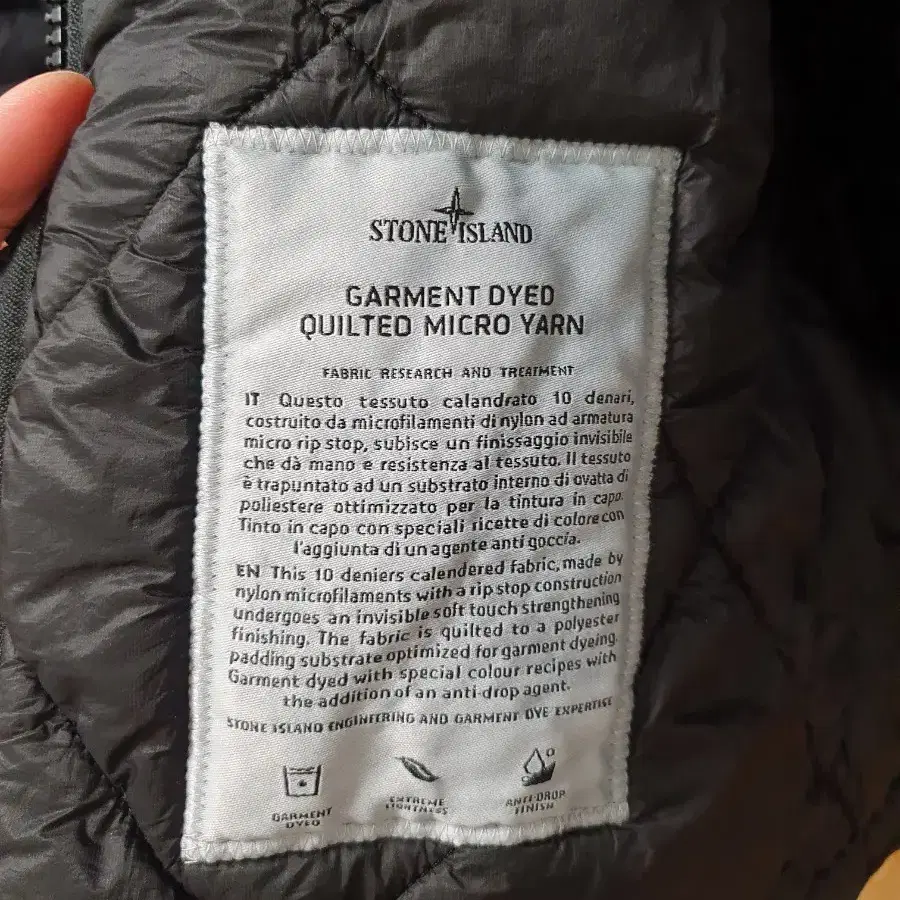 STONE ISLAND
GARMENT DYED
QUILTED MICRO YARN
FABRIC RESEARCH AND TREATMENT
IT Questo tessuto calandrato 10 denari,
costruito da microfilamenti di nylon ad armatura
micro rip stop, subisce un finissaggio invisibile
che dà mano e resistenza al tessuto. Il tessuto
è trapuntato ad un substrato interno di ovatta di
poliestere ottimizzato per la tintura in capo.
Tinto in capo con speciali ricette di colore con
l'aggiunta di un agente anti goccia.
EN This 10 deniers calendered fabric, made by
nylon microfilaments with a rip stop construction
undergoes an invisible soft touch strengthening
finishing. The fabric is quilted to a polyester
padding substrate optimized for garment dyeing.
Garment dyed with special colour recipes with
the addition of an anti-drop agent.
STONE ISLAND ENGINEERING AND GARMENT DYE EXPERTISE
GARMENT DYED
EXTREME LIGHTNESS
ANTI-DROP FINISH